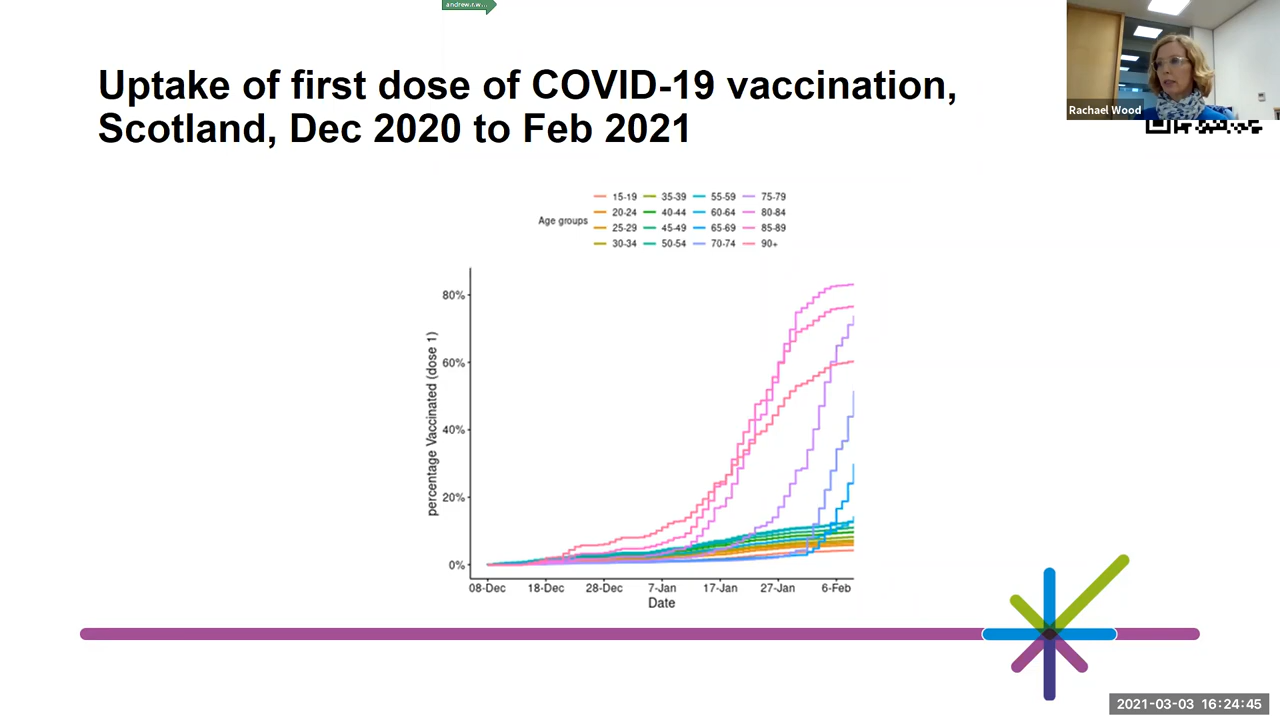 andrew.r.w...
Uptake of first dose of COVID-19 vaccination,
Scotland, Dec 2020 to Feb 2021
Rachael Wood
Age groups
15-19 35-39 55-59 75-79
20-24 40-44 60-64 80-84
25-29 45-49 65-69 85-89
30-34 50-54 70-74 90+
percentage Vaccinated (dose 1)
80%
60%
40%
20%
0%
08-Dec 18-Dec 28-Dec 7-Jan 17-Jan 27-Jan 6-Feb
Date
2021-03-03 16:24:45